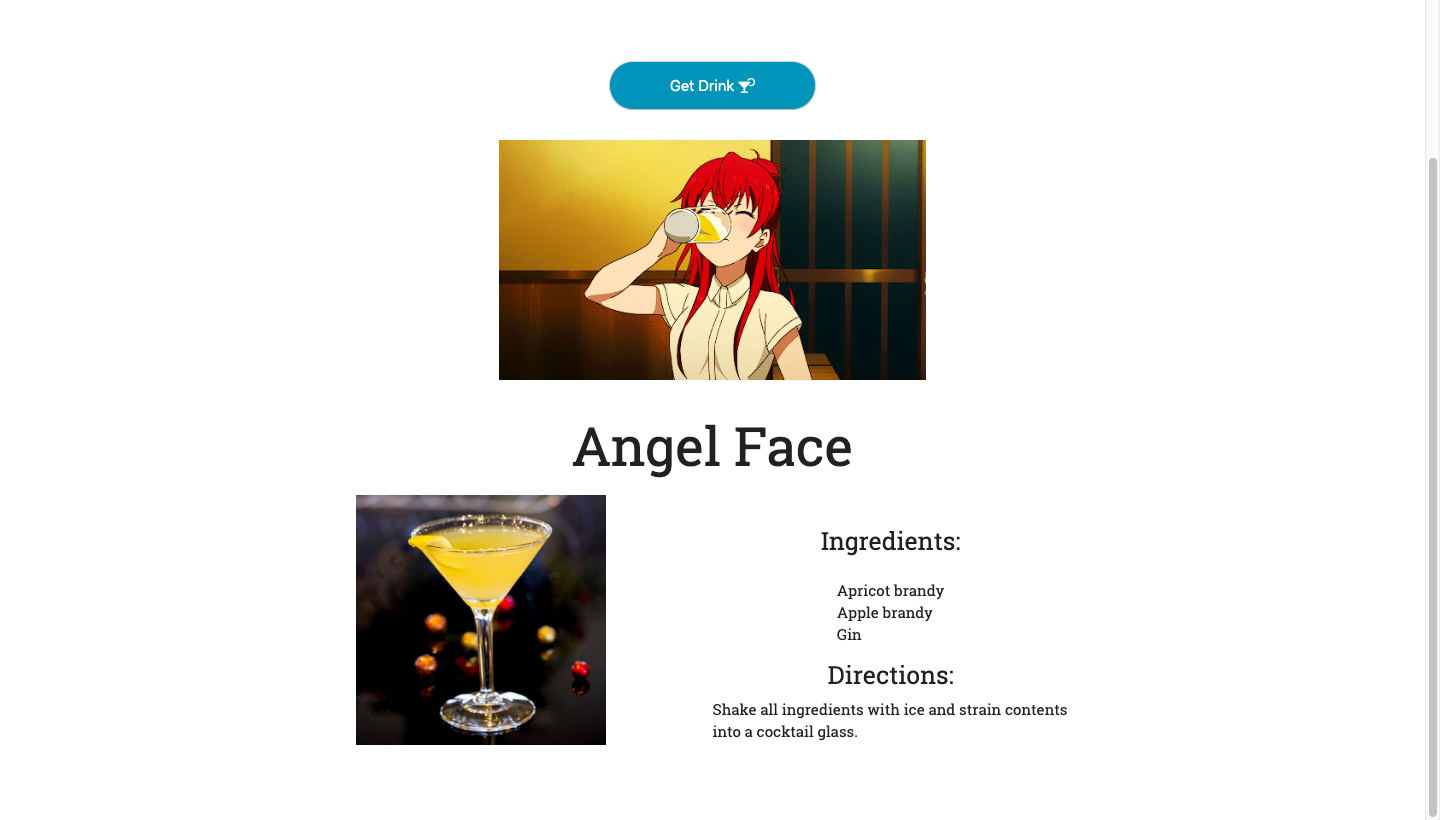 Get Drink
Angel Face
Ingredients:
Apricot brandy
Apple brandy
Gin
Directions:
Shake all ingredients with ice and strain contents
into a cocktail glass.